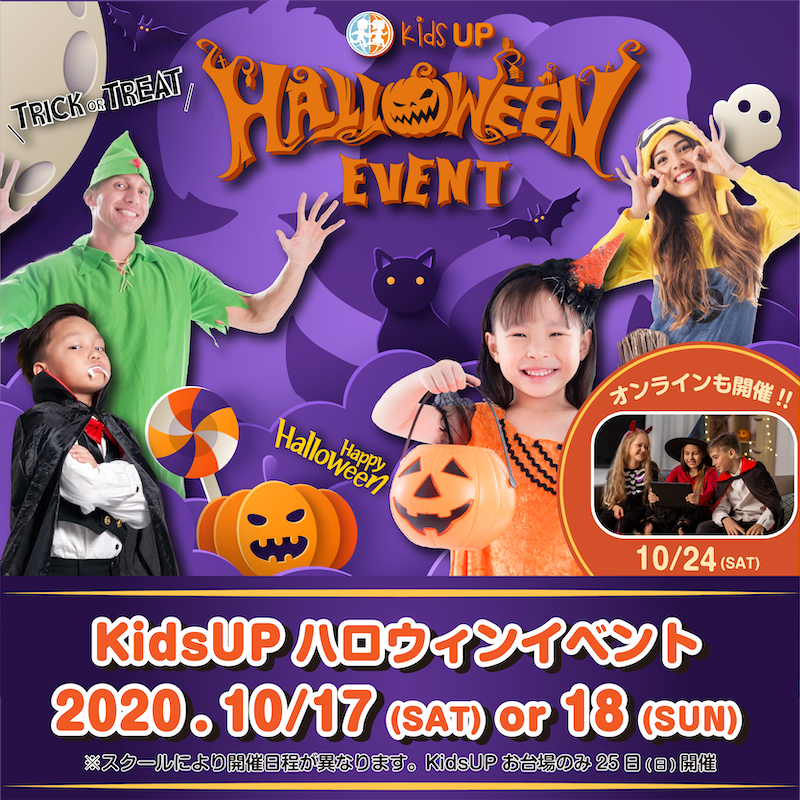 Kids UP
HALLOWEEN
EVENT
TRICK OR TREAT
Happy
Halloween
オンラインも開催!!
10/24 (SAT)
KidsUP ハロウィンイベント
2020 . 10/17 (SAT) or 18 (SUN)
※スクールにより開催日程が異なります。KidsUP お台場のみ 25 日 (日) 開催